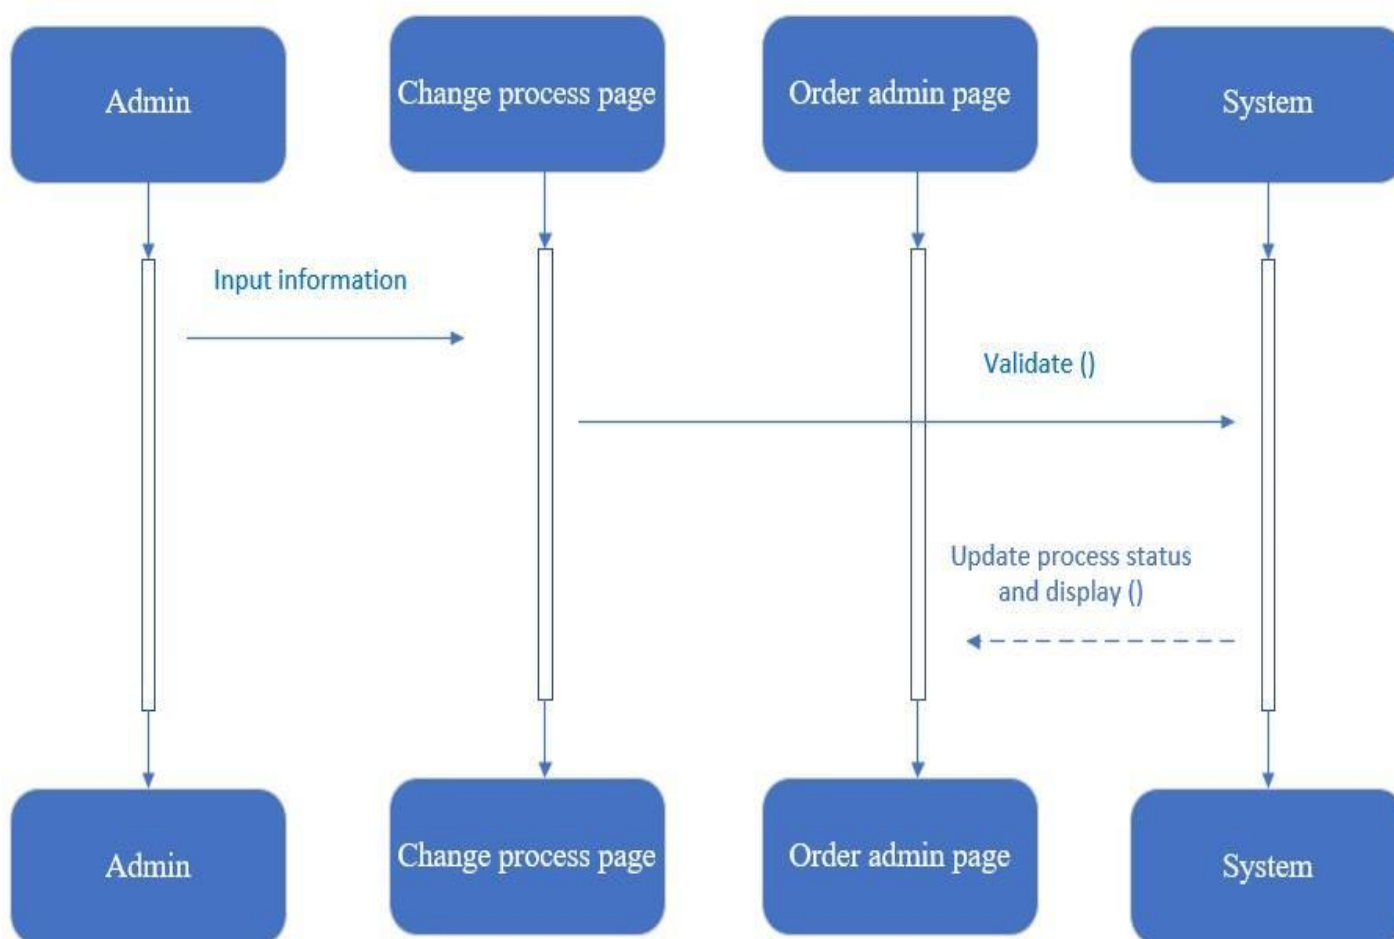 Admin
Change process page
Order admin page
System
Input information
Validate ()
Update process status
and display ()
Admin
Change process page
Order admin page
System